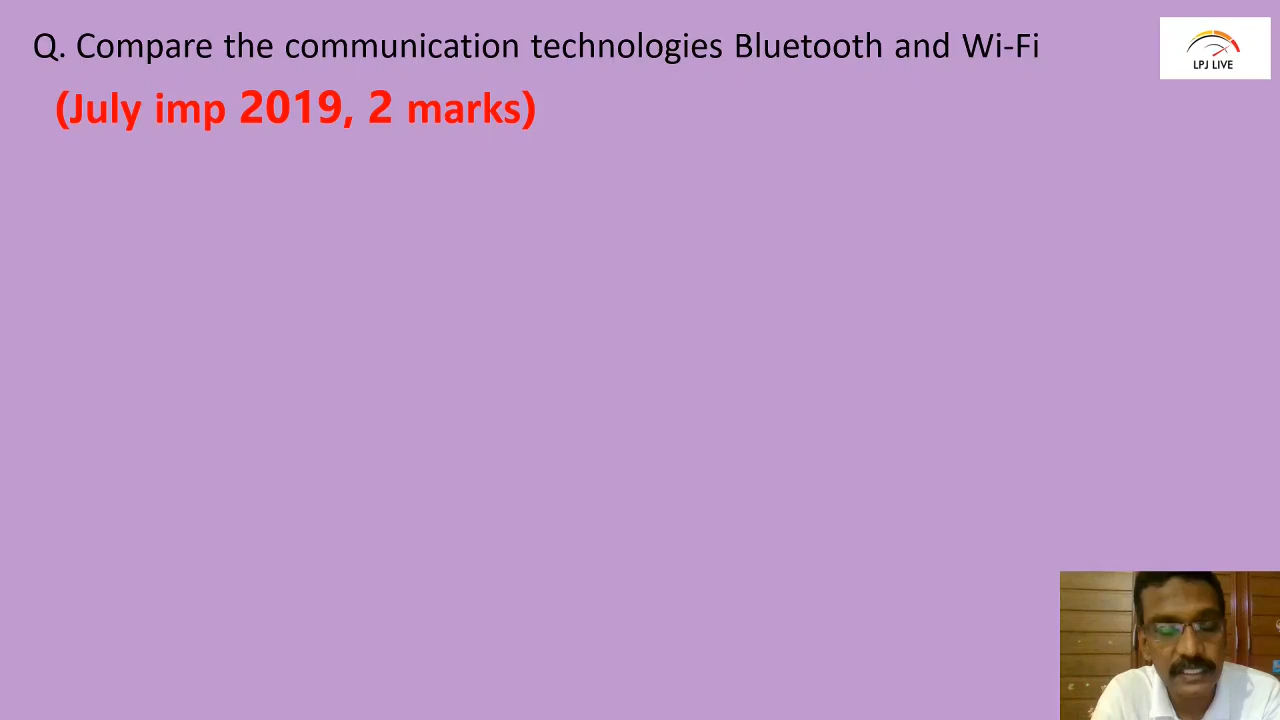 Q. Compare the communication technologies Bluetooth and Wi-Fi
(July imp 2019, 2 marks)
LPJ LIVE